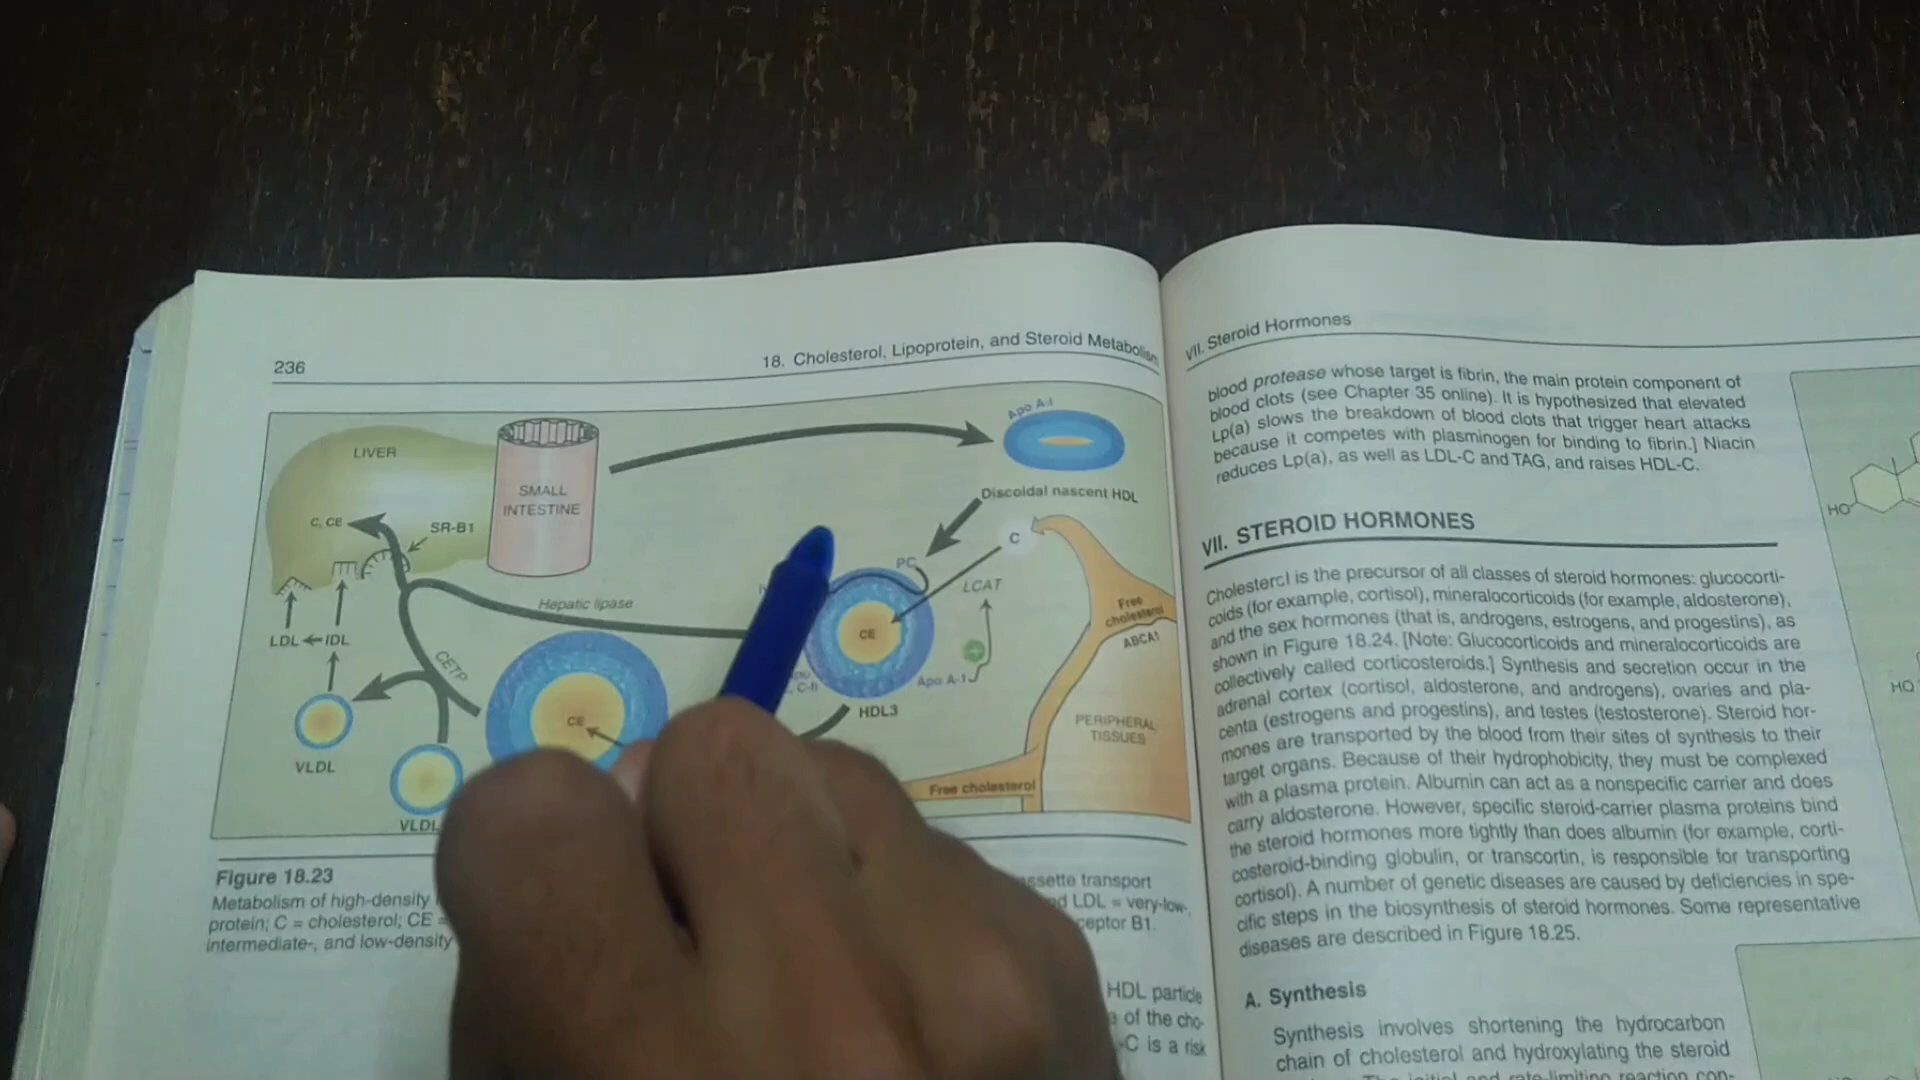 236
18. Cholesterol, Lipoprotein, and Steroid Metabolism
Apo A-I
LIVER
SMALL
INTESTINE
Discoidal nascent HDL
C, CE
SR-B1
C
PC
LCAT
Hepatic lipase
Free
cholesterol
ABCA1
CE
LDL
IDL
CETP
Apo A-1
C-II
HDL3
CE
PERIPHERAL
TISSUES
VLDL
Free cholesterol
VLDL
Figure 18.23
Metabolism of high-density
protein; C = cholesterol; CE =
intermediate-, and low-density
transport
LDL = very-low-,
B1.
HDL particle
of the cho-
-C is a risk
VII. Steroid Hormones
blood protease whose target is fibrin, the main protein component of
blood clots (see Chapter 35 online). It is hypothesized that elevated
Lp(a) slows the breakdown of blood clots that trigger heart attacks
because it competes with plasminogen for binding to fibrin.] Niacin
reduces Lp(a), as well as LDL-C and TAG, and raises HDL-C.
VII. STEROID HORMONES
Cholesterol is the precursor of all classes of steroid hormones: glucocorti-
coids (for example, cortisol), mineralocorticoids (for example, aldosterone),
and the sex hormones (that is, androgens, estrogens, and progestins), as
shown in Figure 18.24. [Note: Glucocorticoids and mineralocorticoids are
collectively called corticosteroids.] Synthesis and secretion occur in the
adrenal cortex (cortisol, aldosterone, and androgens), ovaries and pla-
centa (estrogens and progestins), and testes (testosterone). Steroid hor-
mones are transported by the blood from their sites of synthesis to their
target organs. Because of their hydrophobicity, they must be complexed
with a plasma protein. Albumin can act as a nonspecific carrier and does
carry aldosterone. However, specific steroid-carrier plasma proteins bind
the steroid hormones more tightly than does albumin (for example, corti-
costeroid-binding globulin, or transcortin, is responsible for transporting
cortisol). A number of genetic diseases are caused by deficiencies in spe-
cific steps in the biosynthesis of steroid hormones. Some representative
diseases are described in Figure 18.25.
A. Synthesis
Synthesis involves shortening the hydrocarbon
chain of cholesterol and hydroxylating the steroid
HO
HO